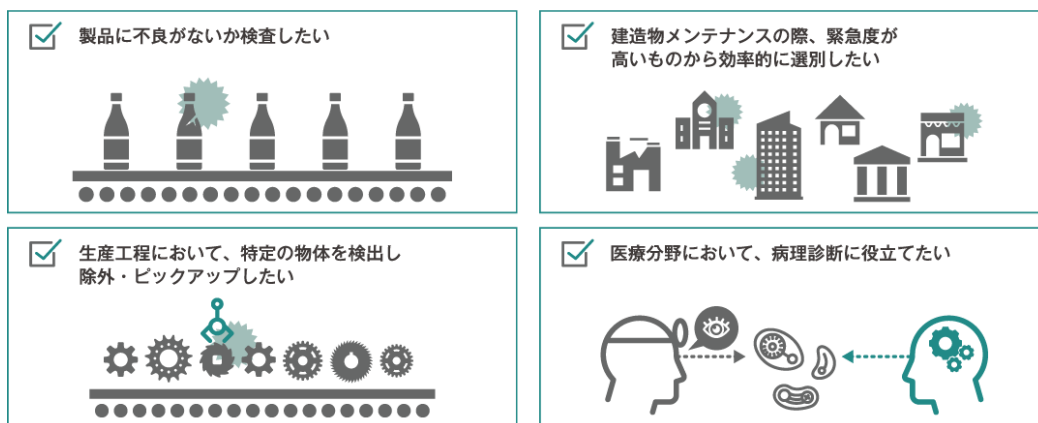 製品に不良がないか検査したい
建造物メンテナンスの際、緊急度が
高いものから効率的に選別したい
生産工程において、特定の物体を検出し
除外・ピックアップしたい
医療分野において、病理診断に役立てたい